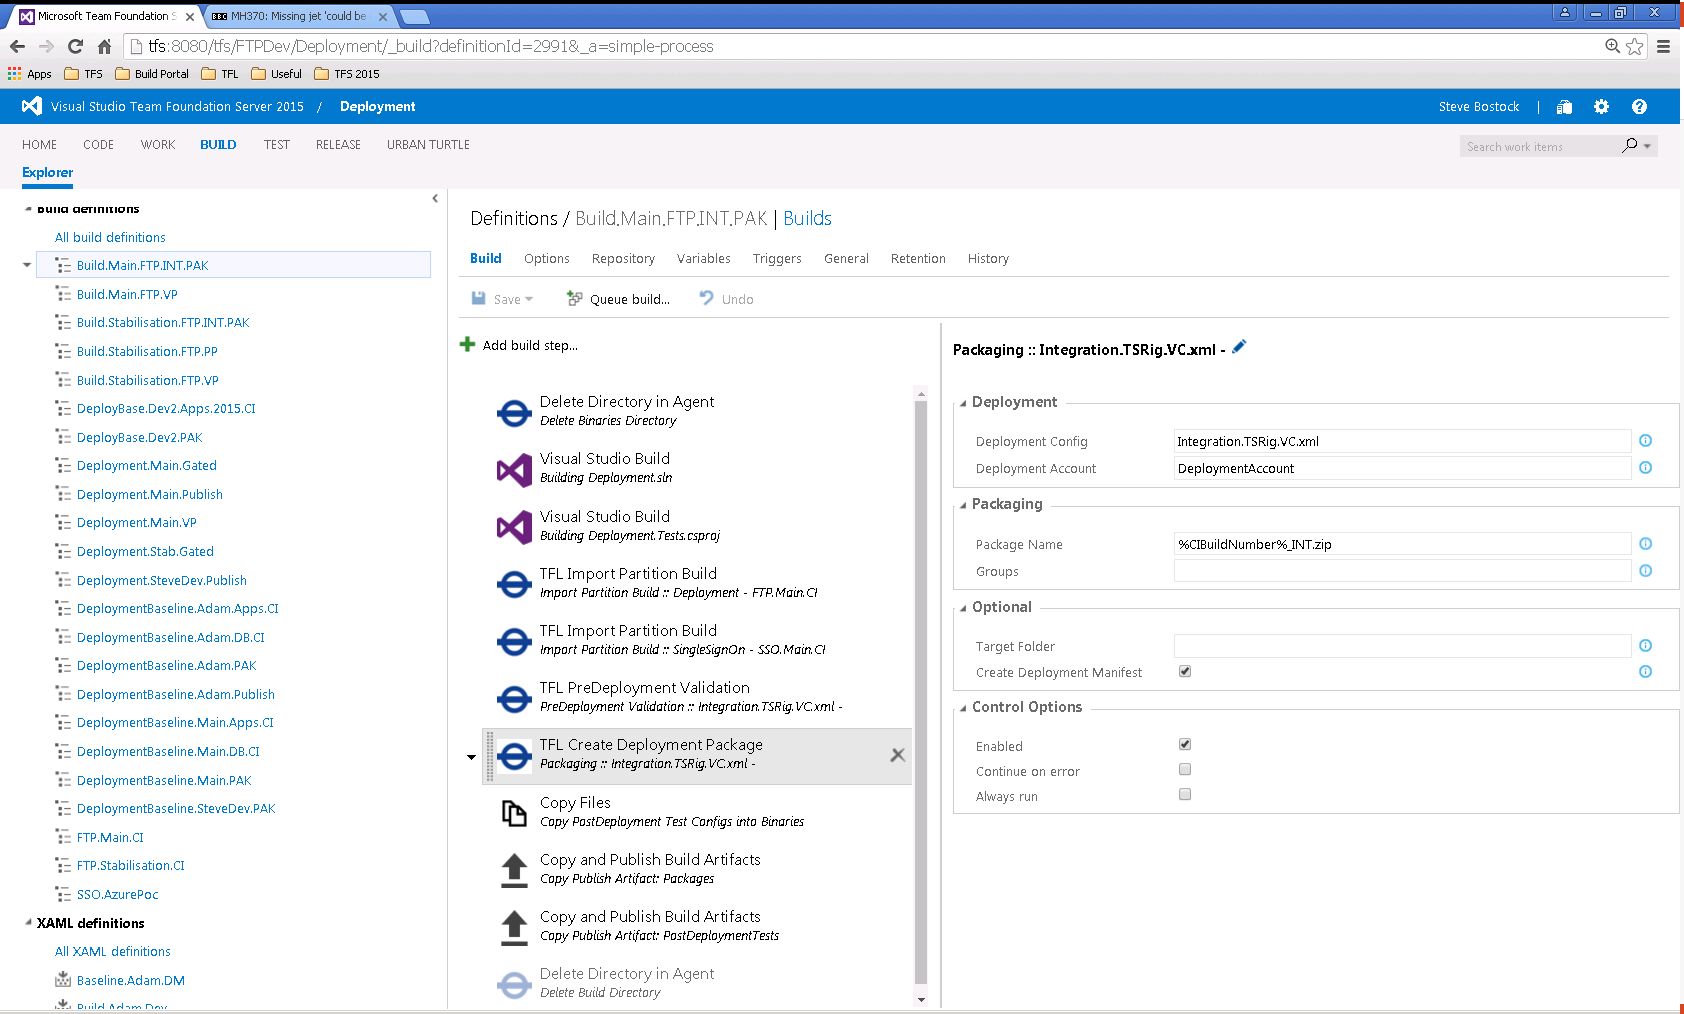 Microsoft Team Foundation S
BBC MH370: Missing jet 'could be
tfs:8080/tfs/FTPDev/Deployment/_build?definitionId=2991&_a=simple-process
Apps TFS Build Portal TFL Useful TFS 2015
Visual Studio Team Foundation Server 2015 / Deployment
Steve Bostock |
HOME CODE WORK BUILD TEST RELEASE URBAN TURTLE
Search work items
Explorer
Build definitions
All build definitions
Build.Main.FTP.INT.PAK
Build.Main.FTP.VP
Build.Stabilisation.FTP.INT.PAK
Build.Stabilisation.FTP.PP
Build.Stabilisation.FTP.VP
DeployBase.Dev2.Apps.2015.CI
DeployBase.Dev2.PAK
Deployment.Main.Gated
Deployment.Main.Publish
Deployment.Main.VP
Deployment.Stab.Gated
Deployment.SteveDev.Publish
DeploymentBaseline.Adam.Apps.CI
DeploymentBaseline.Adam.DB.CI
DeploymentBaseline.Adam.PAK
DeploymentBaseline.Adam.Publish
DeploymentBaseline.Main.Apps.CI
DeploymentBaseline.Main.DB.CI
DeploymentBaseline.Main.PAK
DeploymentBaseline.SteveDev.PAK
FTP.Main.CI
FTP.Stabilisation.CI
SSO.AzurePoc
XAML definitions
All XAML definitions
Baseline.Adam.DM
Build.Adam.Dev
Definitions / Build.Main.FTP.INT.PAK | Builds
Build Options Repository Variables Triggers General Retention History
Save Queue build... Undo
Add build step...
Delete Directory in Agent
Delete Binaries Directory
Visual Studio Build
Building Deployment.sln
Visual Studio Build
Building Deployment.Tests.csproj
TFL Import Partition Build
Import Partition Build :: Deployment - FTP.Main.CI
TFL Import Partition Build
Import Partition Build :: SingleSignOn - SSO.Main.CI
TFL PreDeployment Validation
PreDeployment Validation :: Integration.TSRig.VC.xml -
TFL Create Deployment Package
Packaging :: Integration.TSRig.VC.xml -
Copy Files
Copy PostDeployment Test Configs into Binaries
Copy and Publish Build Artifacts
Copy Publish Artifact: Packages
Copy and Publish Build Artifacts
Copy Publish Artifact: PostDeploymentTests
Delete Directory in Agent
Delete Build Directory
Packaging :: Integration.TSRig.VC.xml -
Deployment
Deployment Config Integration.TSRig.VC.xml
Deployment Account DeploymentAccount
Packaging
Package Name %CIBuildNumber%_INT.zip
Groups
Optional
Target Folder
Create Deployment Manifest
Control Options
Enabled
Continue on error
Always run